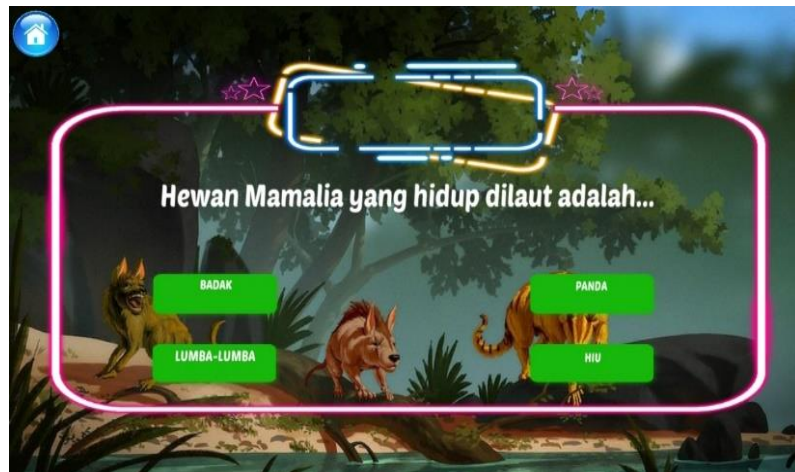 Hewan Mamalia yang hidup dilaut adalah...
BADAK
PANDA
LUMBA-LUMBA
HIU